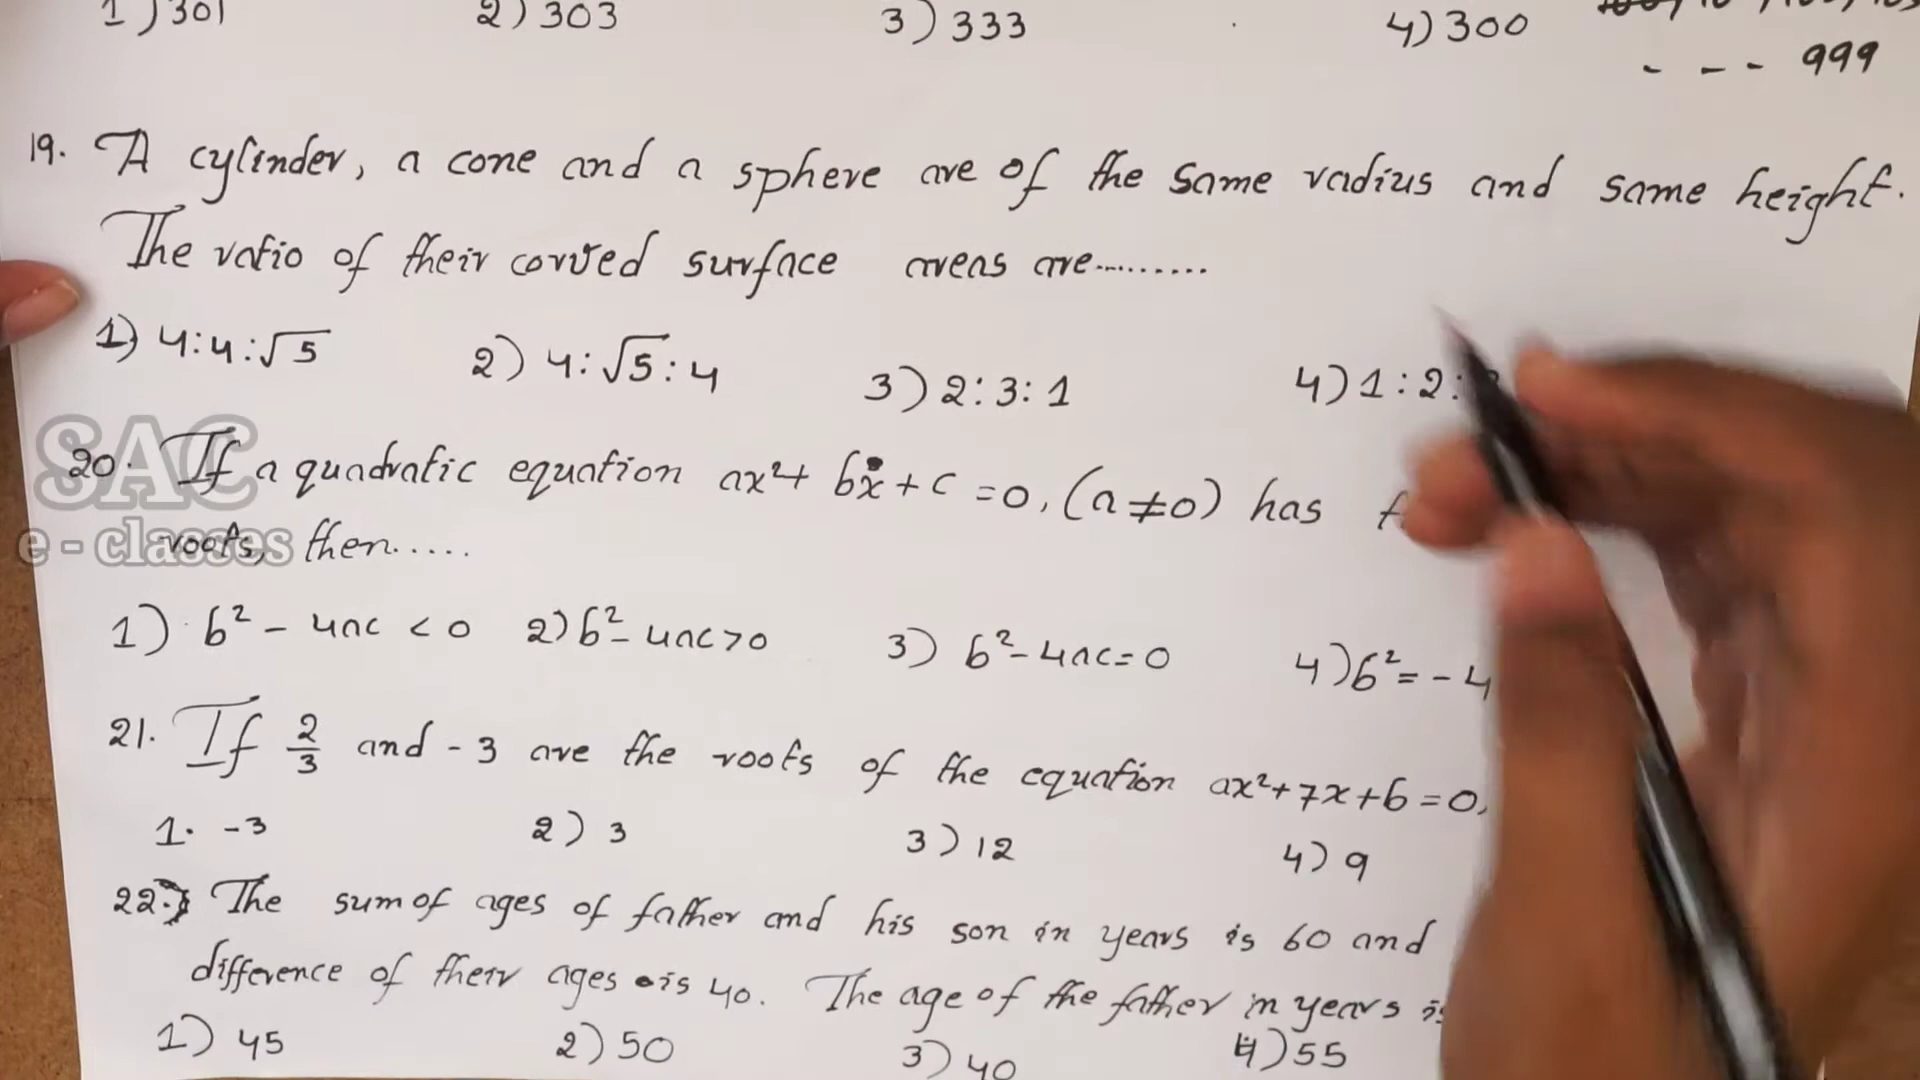 1) 301 2) 303 3) 333 4) 300
- - - 999
19. A cylinder, a cone and a sphere are of the same radius and same height.
The ratio of their corved surface areas are..........
1) 4:4:√5 2) 4:√5:4 3) 2:3:1 4) 1:2:
SAC
e - classes
20. If a quadratic equation ax²+ bx + c = 0, (a ≠ 0) has
roots, then.....
1) b² - 4ac < 0 2) b² - 4ac > 0 3) b² - 4ac = 0 4) b² = - 4
21. If 2/3 and - 3 are the roots of the equation ax²+7x+b=0,
1. -3 2) 3 3) 12 4) 9
22.) The sum of ages of father and his son in years is 60 and
difference of their ages is 40. The age of the father in years
1) 45 2) 50 3) 40 4) 55